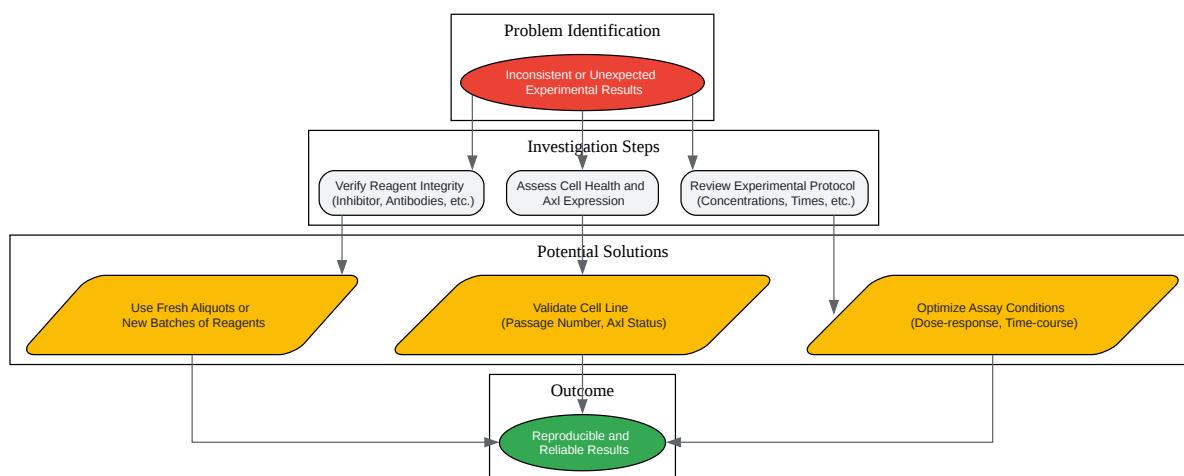 Problem Identification
Inconsistent or Unexpected
Experimental Results
Investigation Steps
Verify Reagent Integrity
(Inhibitor, Antibodies, etc.)
Assess Cell Health and
Axl Expression
Review Experimental Protocol
(Concentrations, Times, etc.)
Potential Solutions
Use Fresh Aliquots or
New Batches of Reagents
Validate Cell Line
(Passage Number, Axl Status)
Optimize Assay Conditions
(Dose-response, Time-course)
Outcome
Reproducible and
Reliable Results